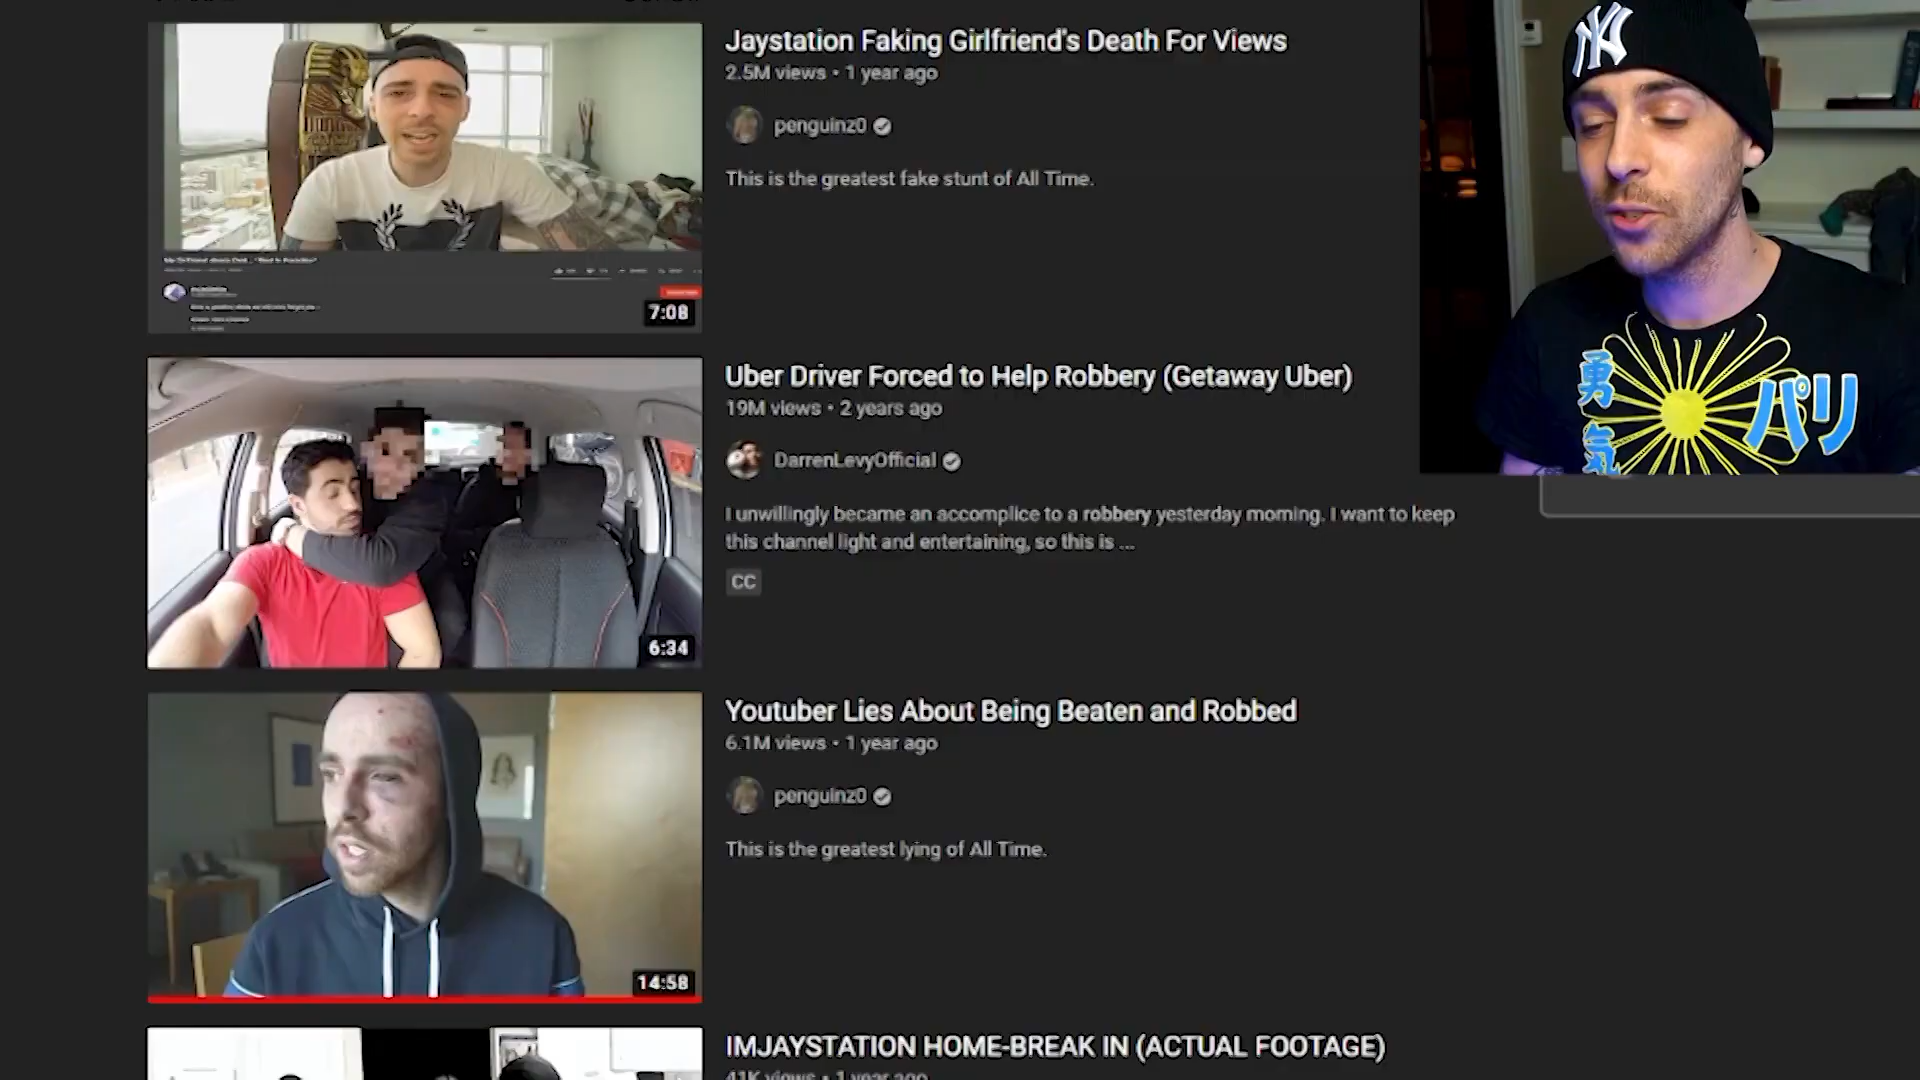 Jaystation Faking Girlfriend's Death For Views
2.5M views • 1 year ago
penguinz0
This is the greatest fake stunt of All Time.
7:08
Uber Driver Forced to Help Robbery (Getaway Uber)
19M views • 2 years ago
DarrenLevyOfficial
I unwillingly became an accomplice to a robbery yesterday morning. I want to keep
this channel light and entertaining, so this is ...
CC
6:34
Youtuber Lies About Being Beaten and Robbed
6.1M views • 1 year ago
penguinz0
This is the greatest lying of All Time.
14:58
IMJAYSTATION HOME-BREAK IN (ACTUAL FOOTAGE)
41K views • 1 year ago
NY
勇気
パリ